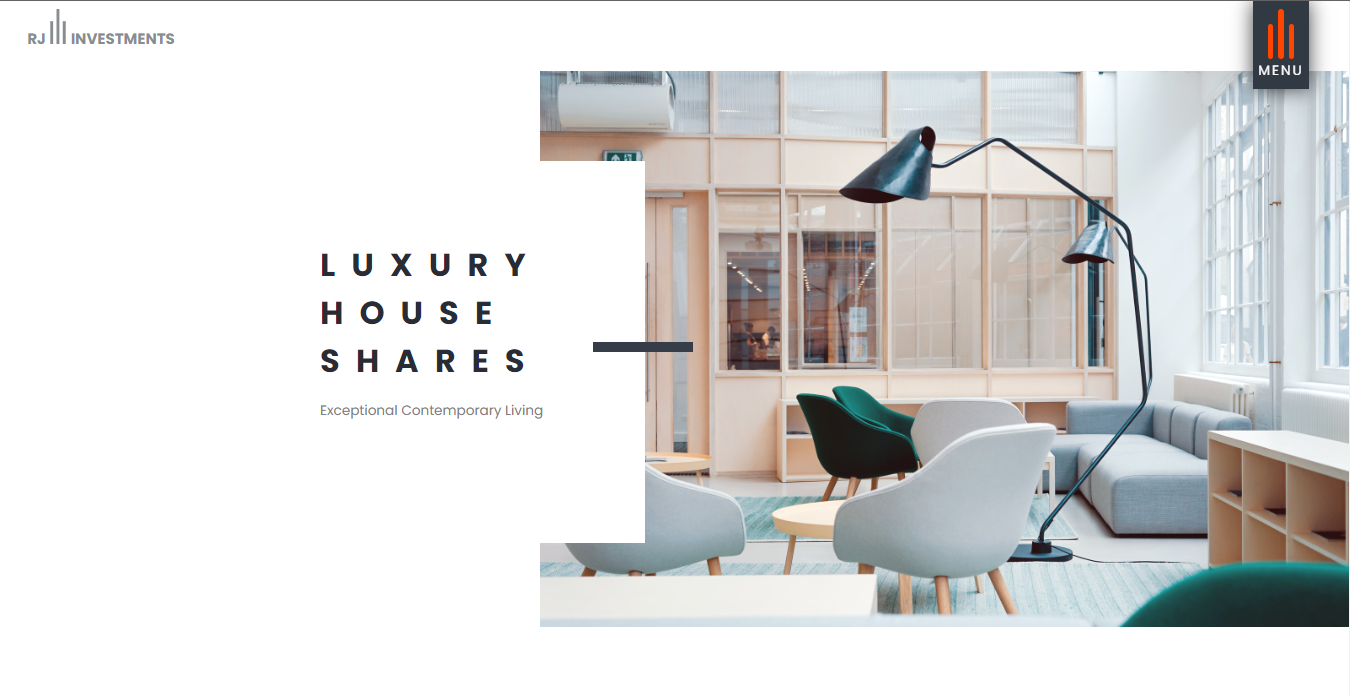 RJ INVESTMENTS
MENU
LUXURY
HOUSE
SHARES
Exceptional Contemporary Living